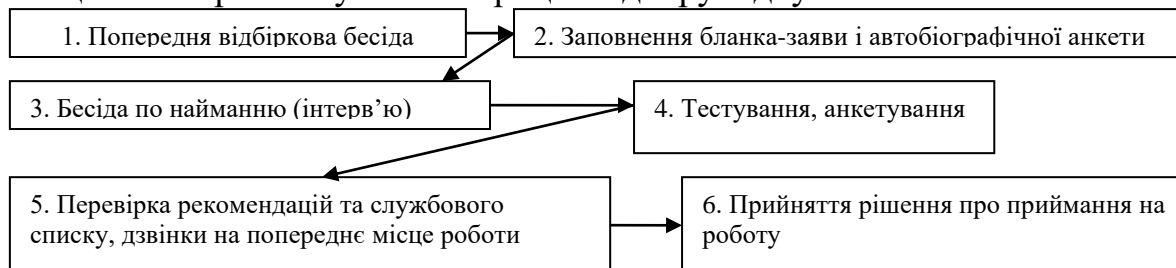 1. Попередня відбіркова бесіда
2. Заповнення бланка-заяви і автобіографічної анкети
3. Бесіда по найманню (інтерв’ю)
4. Тестування, анкетування
5. Перевірка рекомендацій та службового
списку, дзвінки на попереднє місце роботи
6. Прийняття рішення про приймання на
роботу